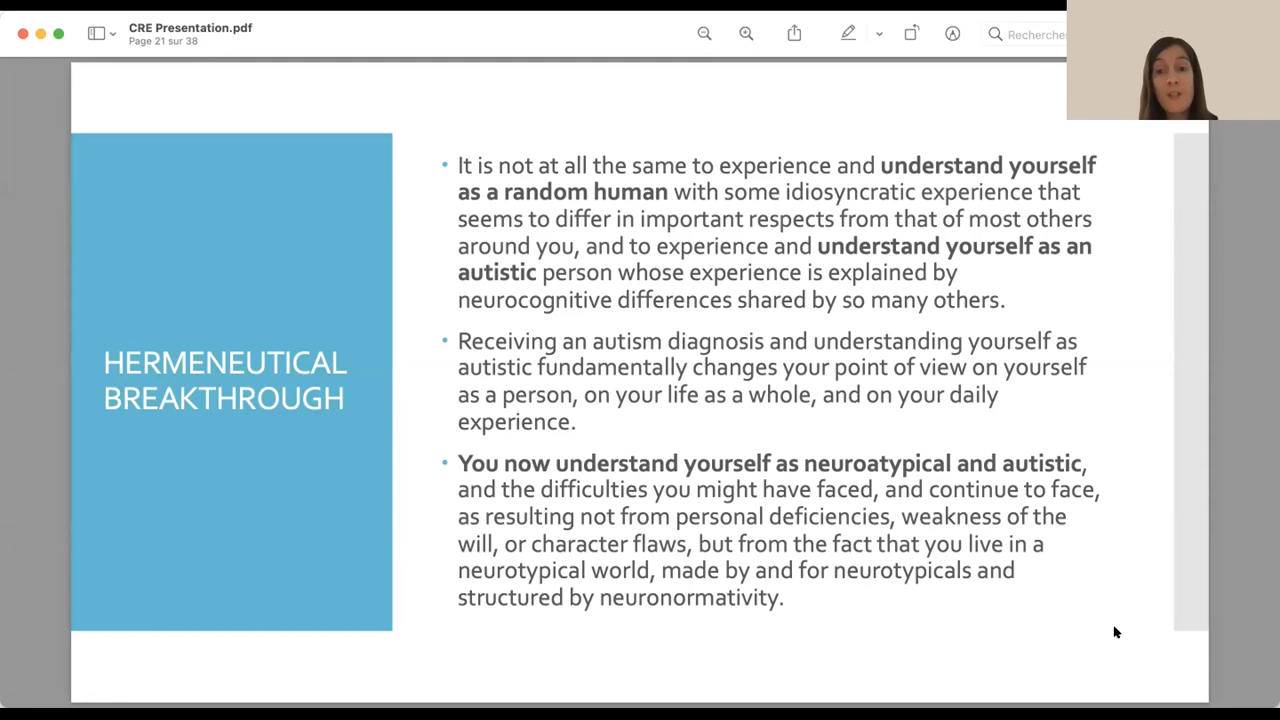 CRE Presentation.pdf
Page 21 sur 38
Recherche
HERMENEUTICAL
BREAKTHROUGH
• It is not at all the same to experience and understand yourself
as a random human with some idiosyncratic experience that
seems to differ in important respects from that of most others
around you, and to experience and understand yourself as an
autistic person whose experience is explained by
neurocognitive differences shared by so many others.
• Receiving an autism diagnosis and understanding yourself as
autistic fundamentally changes your point of view on yourself
as a person, on your life as a whole, and on your daily
experience.
• You now understand yourself as neuroatypical and autistic,
and the difficulties you might have faced, and continue to face,
as resulting not from personal deficiencies, weakness of the
will, or character flaws, but from the fact that you live in a
neurotypical world, made by and for neurotypicals and
structured by neuronormativity.